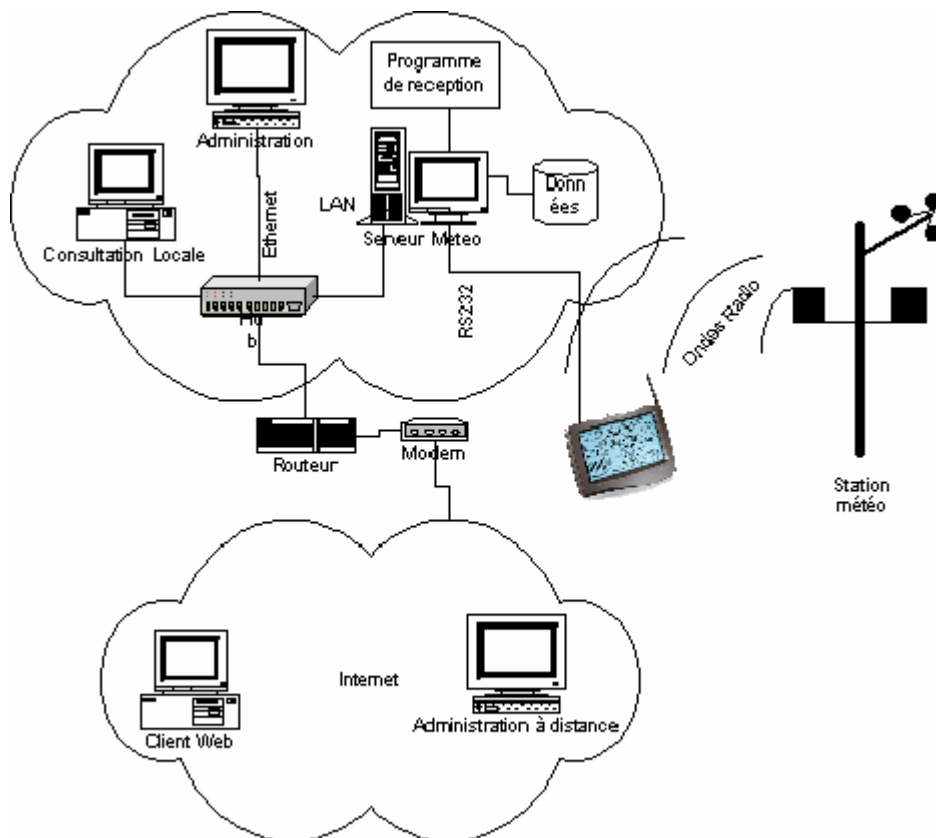 Programme
de reception
Administration
Ethernet
LAN
Donn
ées
Serveur Meteo
Consultation Locale
Hu
b
RS232
Ondes Radio
Routeur
Modem
Station
météo
Internet
Client Web
Administration à distance